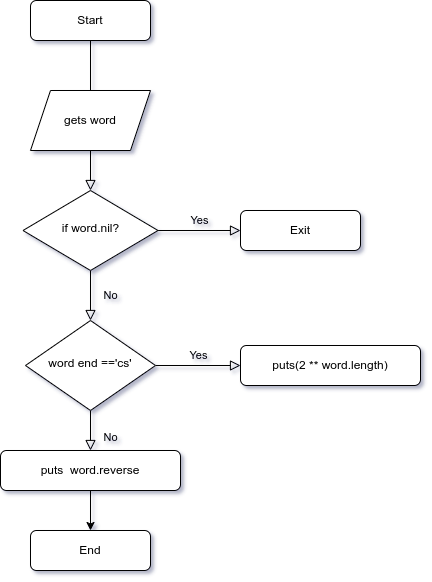 Start
gets word
if word.nil?
Yes
Exit
No
word end =='cs'
Yes
puts(2 ** word.length)
No
puts  word.reverse
End